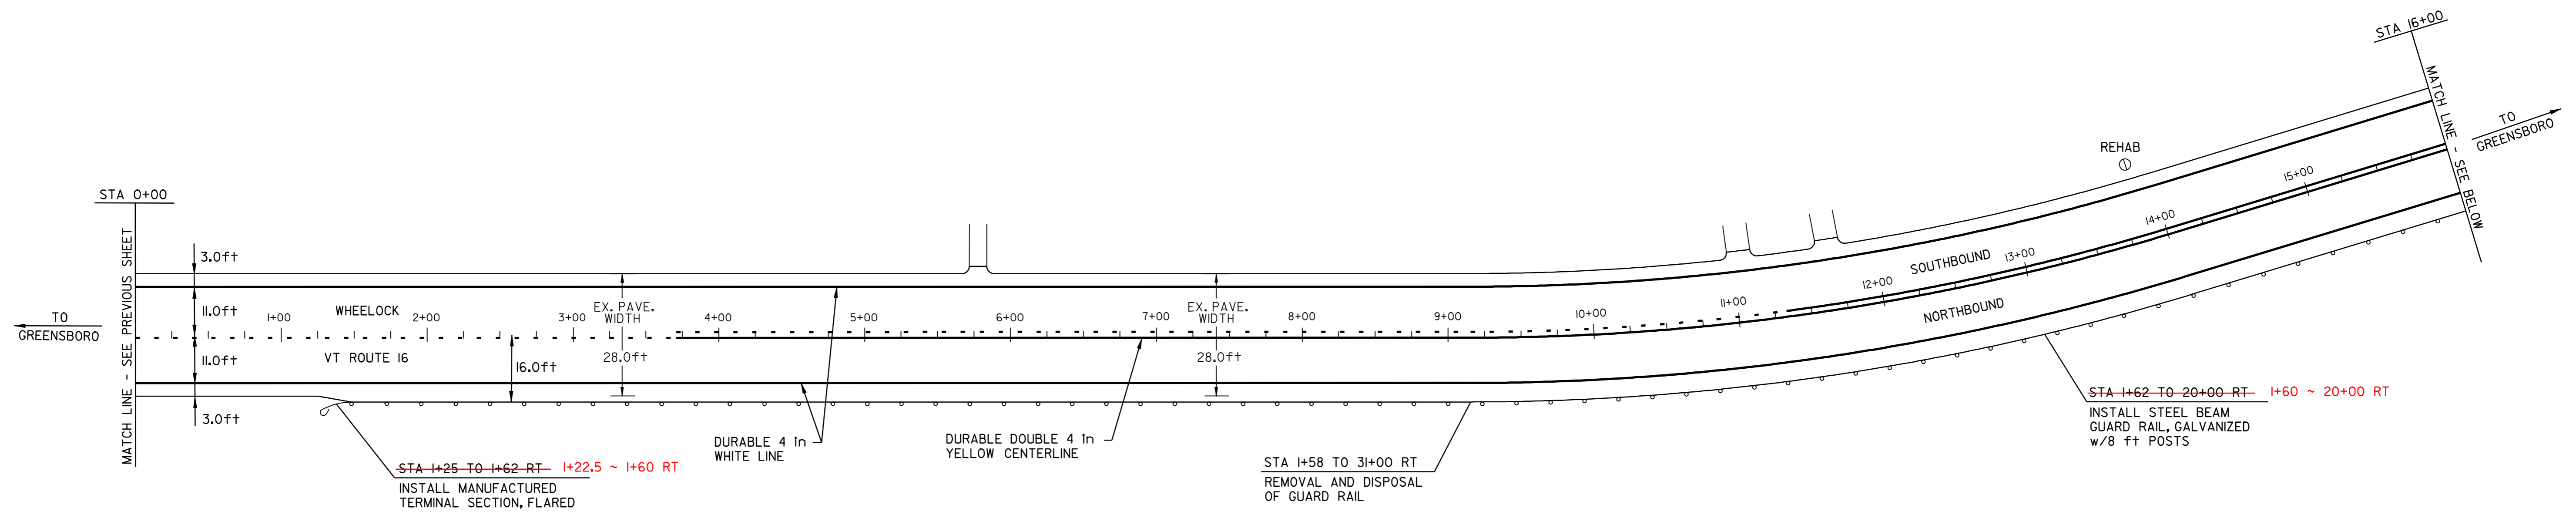 STA 0+00
MATCH LINE - SEE PREVIOUS SHEET
TO
GREENSBORO
3.0ft
11.0ft
11.0ft
3.0ft
WHEELOCK
VT ROUTE 16
1+00
2+00
3+00
4+00
5+00
6+00
7+00
8+00
9+00
10+00
11+00
12+00
13+00
14+00
15+00
16.0ft
EX. PAVE.
WIDTH
28.0ft
EX. PAVE.
WIDTH
28.0ft
STA 1+25 TO 1+62 RT 1+22.5 ~ 1+60 RT
INSTALL MANUFACTURED
TERMINAL SECTION, FLARED
DURABLE 4 in
WHITE LINE
DURABLE DOUBLE 4 in
YELLOW CENTERLINE
STA 1+58 TO 31+00 RT
REMOVAL AND DISPOSAL
OF GUARD RAIL
SOUTHBOUND
NORTHBOUND
REHAB
STA 1+62 TO 20+00 RT 1+60 ~ 20+00 RT
INSTALL STEEL BEAM
GUARD RAIL, GALVANIZED
w/8 ft POSTS
STA 16+00
MATCH LINE - SEE BELOW
TO
GREENSBORO